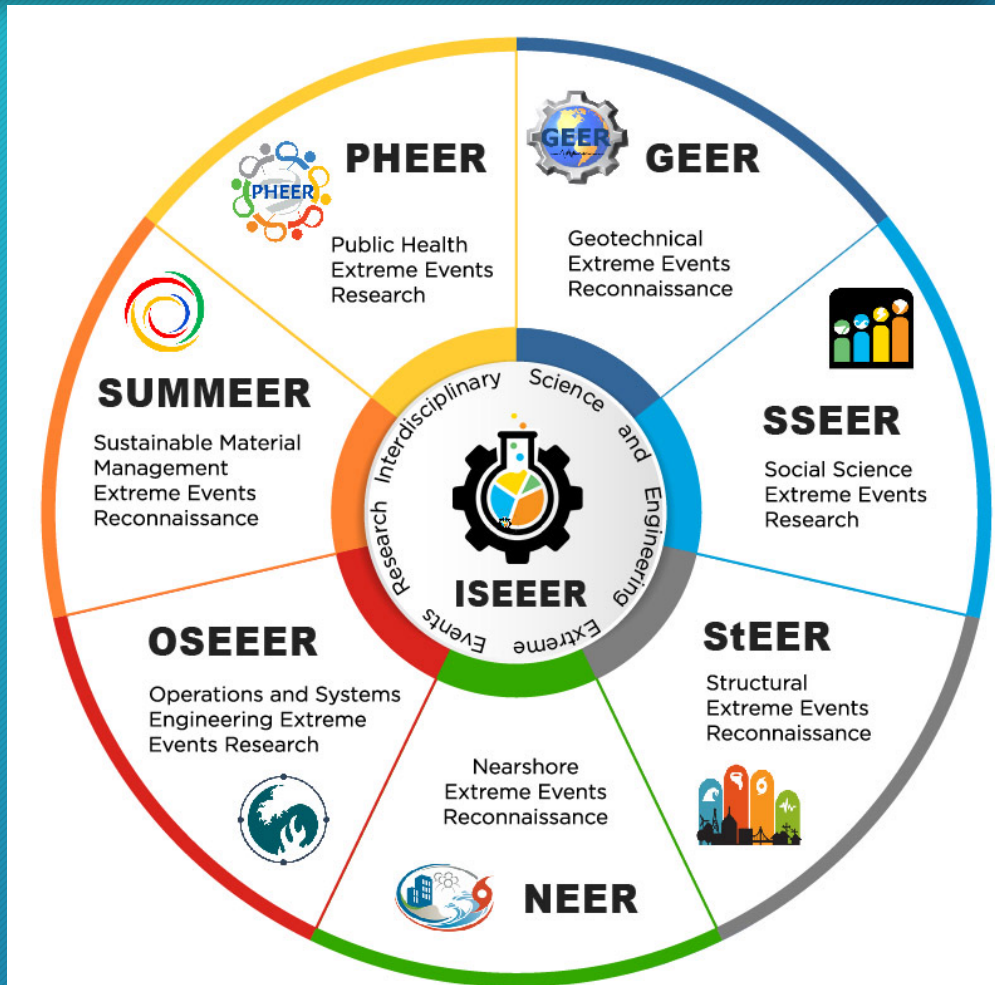 PHEER
PHEER
Public Health
Extreme Events
Research
GEER
GEER
Geotechnical
Extreme Events
Reconnaissance
SUMMEER
Sustainable Material
Management
Extreme Events
Reconnaissance
SSEER
Social Science
Extreme Events
Research
Interdisciplinary Science and Engineering Extreme Events Research
ISEEER
OSEEER
Operations and Systems
Engineering Extreme
Events Research
StEER
Structural
Extreme Events
Reconnaissance
Nearshore
Extreme Events
Reconnaissance
NEER